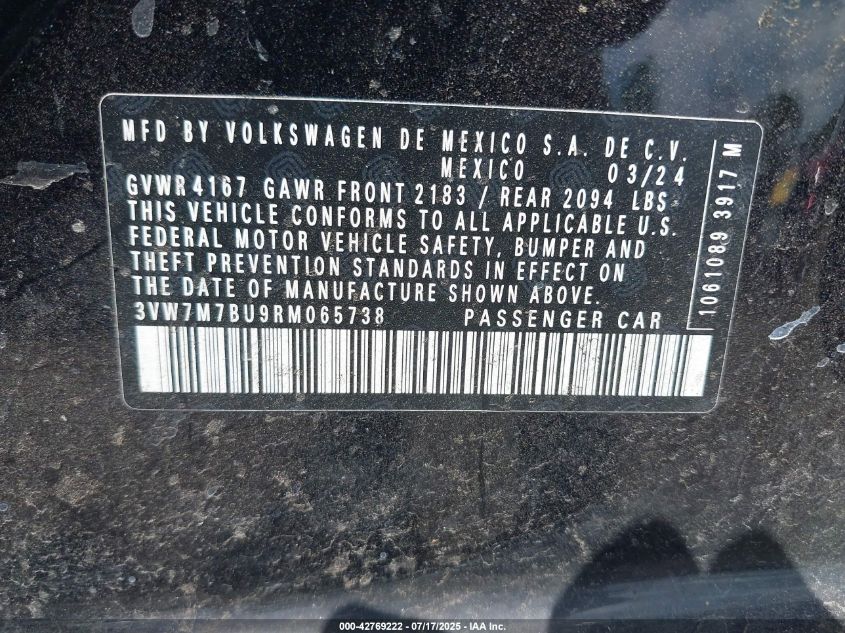 MFD BY VOLKSWAGEN DE MEXICO S.A. DE C.V.
MEXICO 03/24
GVWR 4167 GAWR FRONT 2183 / REAR 2094 LBS
THIS VEHICLE CONFORMS TO ALL APPLICABLE U.S.
FEDERAL MOTOR VEHICLE SAFETY, BUMPER AND
THEFT PREVENTION STANDARDS IN EFFECT ON
THE DATE OF MANUFACTURE SHOWN ABOVE.
3VW7M7BU9RM065738 PASSENGER CAR
1061089 3917 M
000-42769222 - 07/17/2025 - IAA Inc.